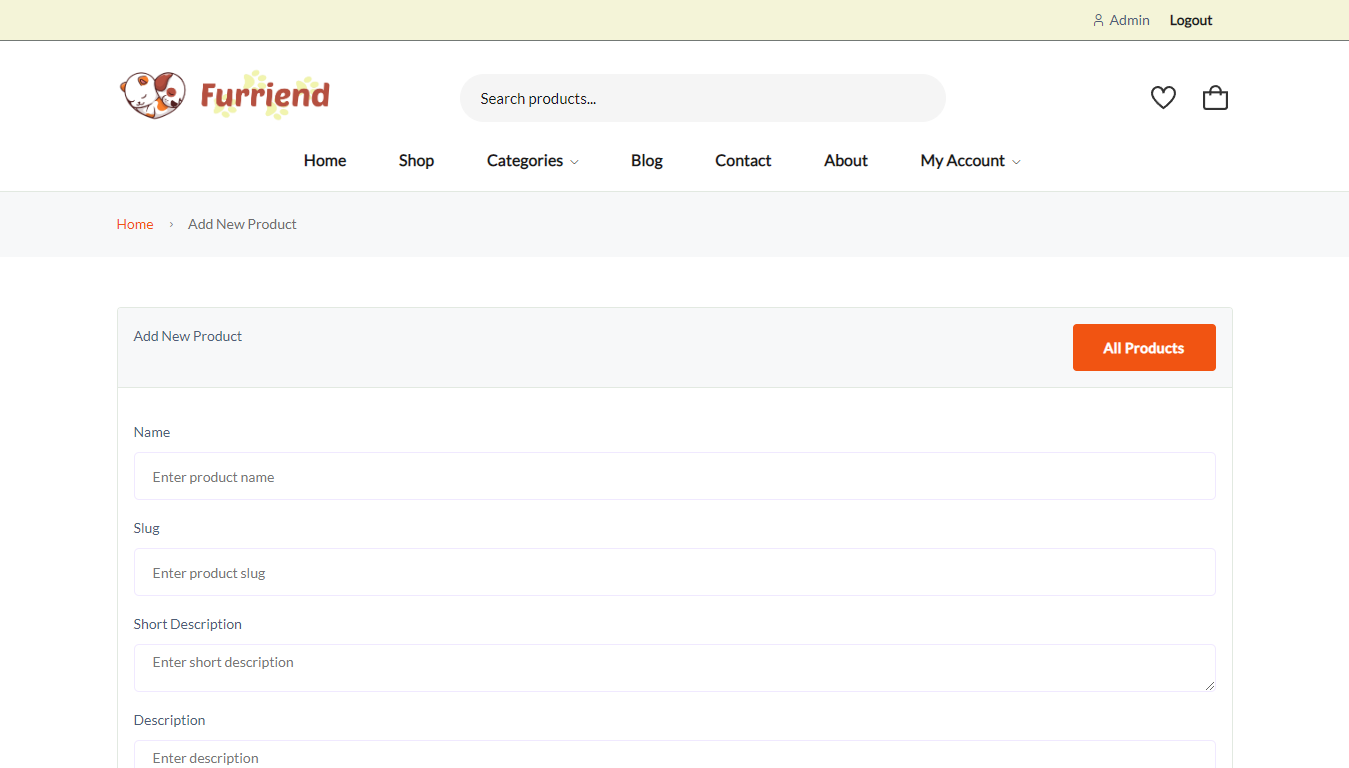 Admin Logout
Furriend
Search products...
Home Shop Categories Blog Contact About My Account
Home › Add New Product
Add New Product
All Products
Name
Enter product name
Slug
Enter product slug
Short Description
Enter short description
Description
Enter description